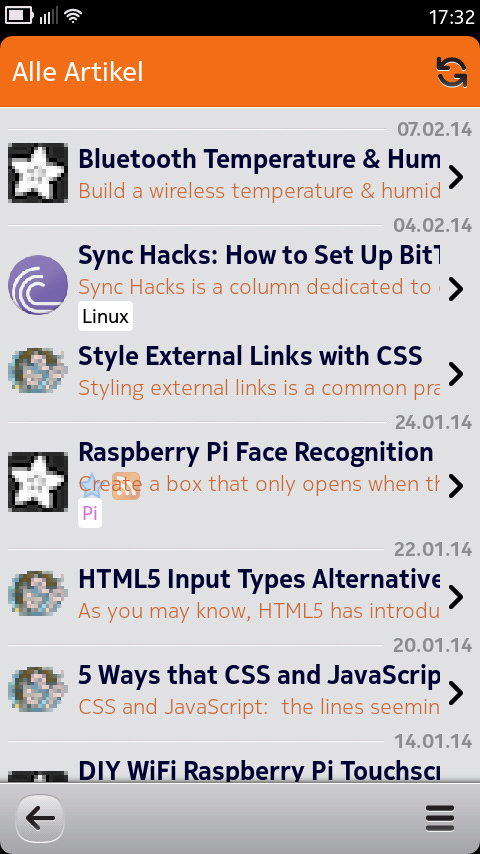 17:32
Alle Artikel
07.02.14
Bluetooth Temperature & Hum
Build a wireless temperature & humid
04.02.14
Sync Hacks: How to Set Up Bit
Sync Hacks is a column dedicated to
Linux
Style External Links with CSS
Styling external links is a common pra
24.01.14
Raspberry Pi Face Recognition
Create a box that only opens when th
Pi
22.01.14
HTML5 Input Types Alternative
As you may know, HTML5 has introdu
20.01.14
5 Ways that CSS and JavaScrip
CSS and JavaScript: the lines seemin
14.01.14
DIY WiFi Raspberry Pi Touchscr